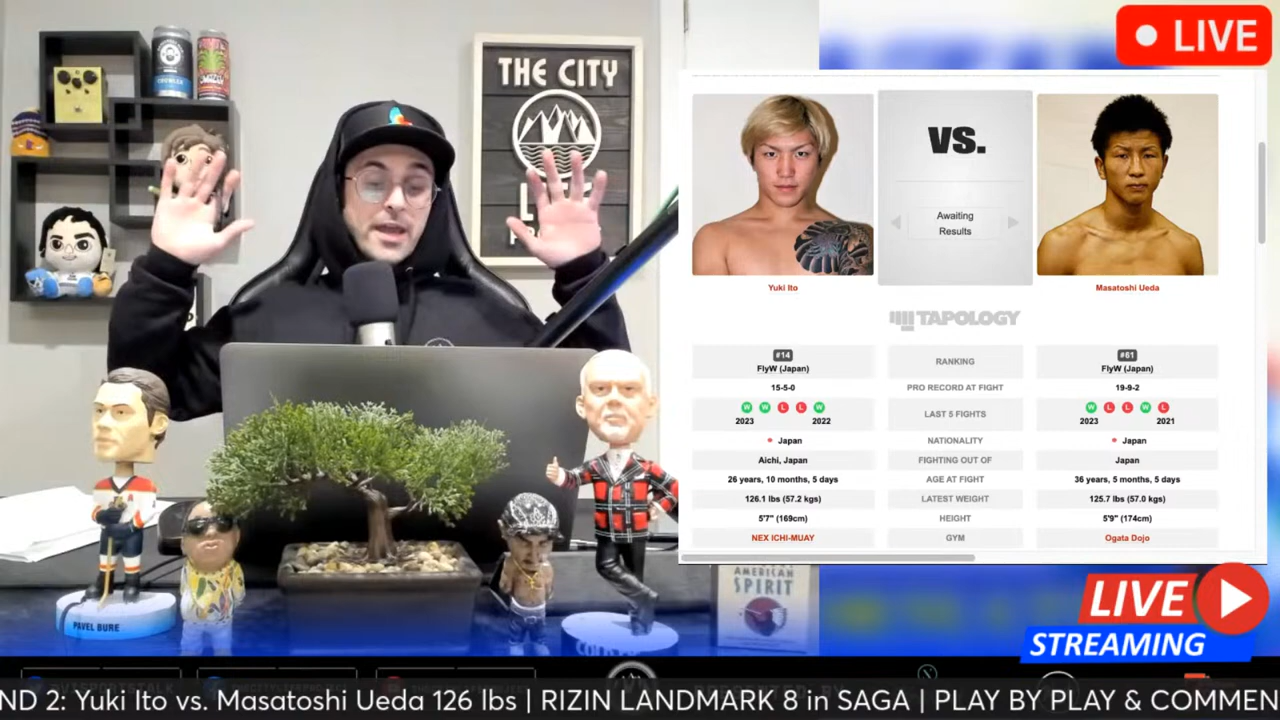 LIVE
THE CITY
VS.
Awaiting
Results
Yuki Ito
Masatoshi Ueda
TAPOLOGY
#14
FlyW (Japan)
RANKING
#61
FlyW (Japan)
15-5-0
PRO RECORD AT FIGHT
19-9-2
W W L L W
2023 2022
LAST 5 FIGHTS
W L L W L
2023 2021
Japan
NATIONALITY
Japan
Aichi, Japan
FIGHTING OUT OF
Japan
26 years, 10 months, 5 days
AGE AT FIGHT
36 years, 5 months, 5 days
126.1 lbs (57.2 kgs)
LATEST WEIGHT
125.7 lbs (57.0 kgs)
5'7" (169cm)
HEIGHT
5'9" (174cm)
NEX ICHI-MUAY
GYM
Ogata Dojo
AMERICAN
SPIRIT
PAVEL BURE
LIVE
STREAMING
ND 2: Yuki Ito vs. Masatoshi Ueda 126 lbs | RIZIN LANDMARK 8 in SAGA | PLAY BY PLAY & COMMEN